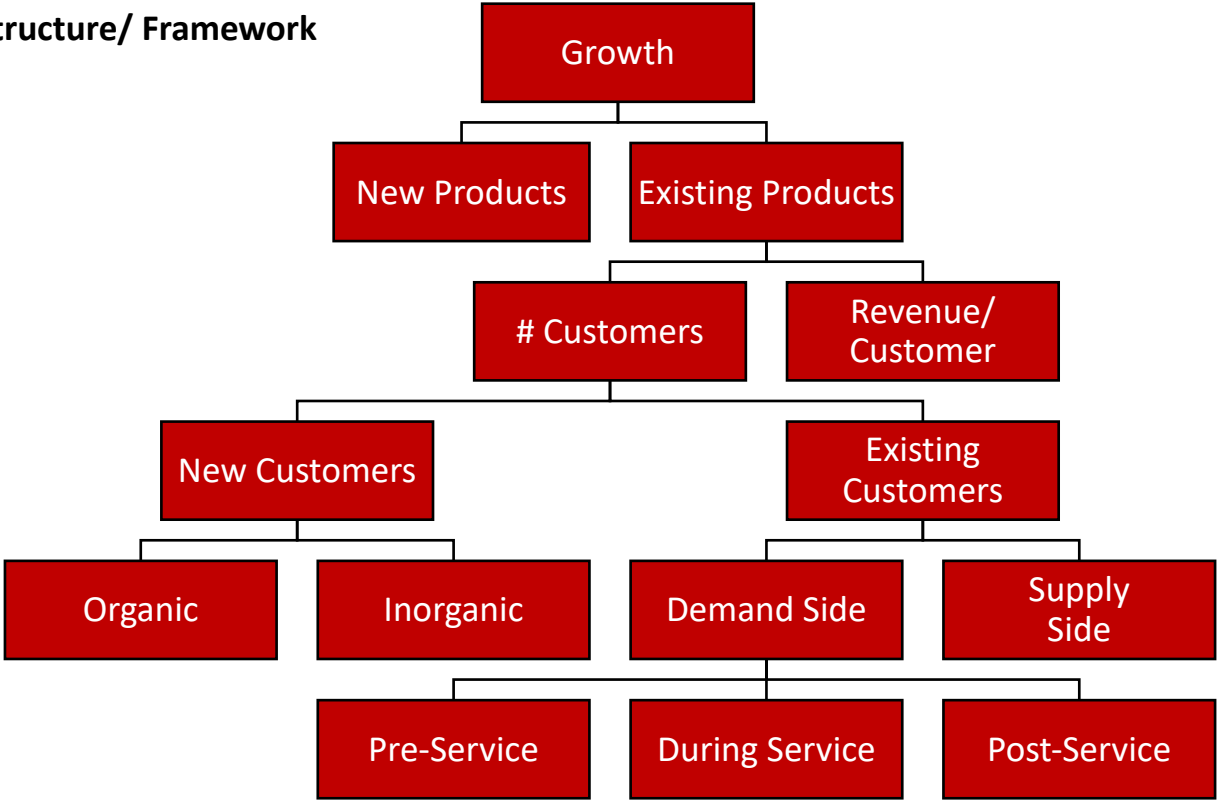 tructure/ Framework
Growth
New Products
Existing Products
# Customers
Revenue/
Customer
New Customers
Existing
Customers
Organic
Inorganic
Demand Side
Supply
Side
Pre-Service
During Service
Post-Service